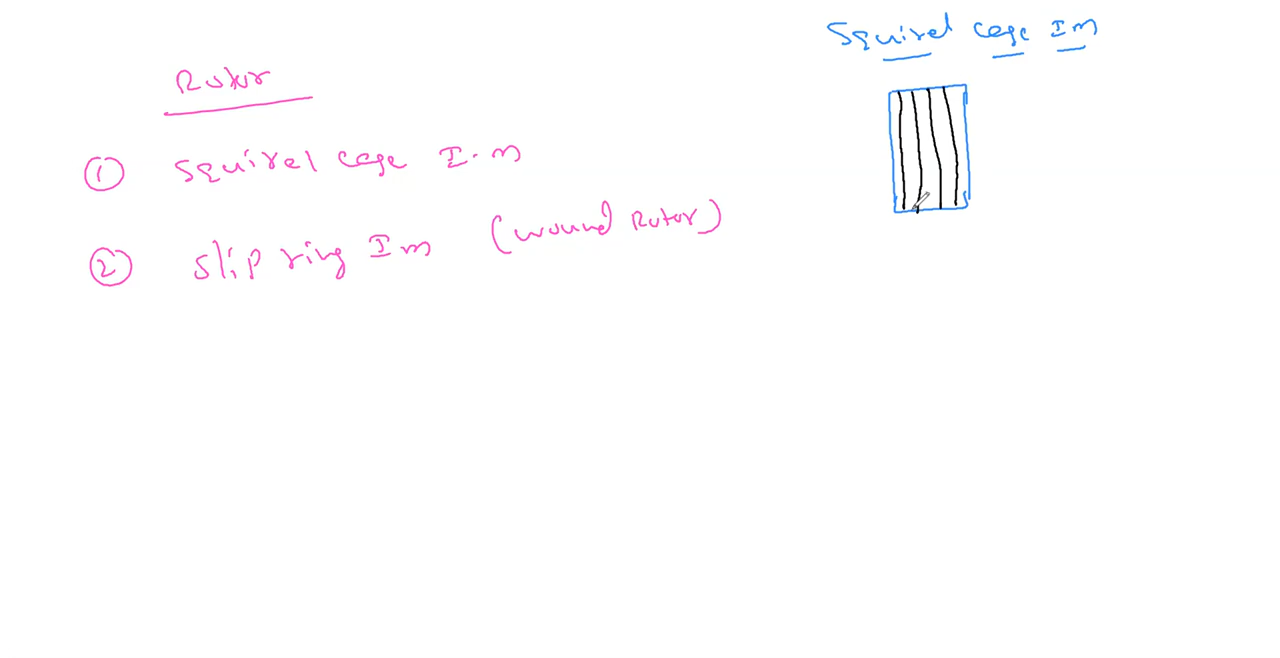 Rotor
① Squirel cage I.m
② Slip ring Im (wound Rotor)
Squirel cage Im